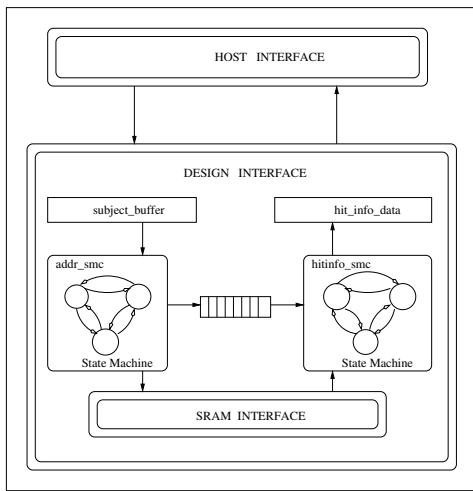 HOST INTERFACE
DESIGN INTERFACE
subject_buffer
hit_info_data
addr_smc
hitinfo_smc
State Machine
State Machine
SRAM INTERFACE